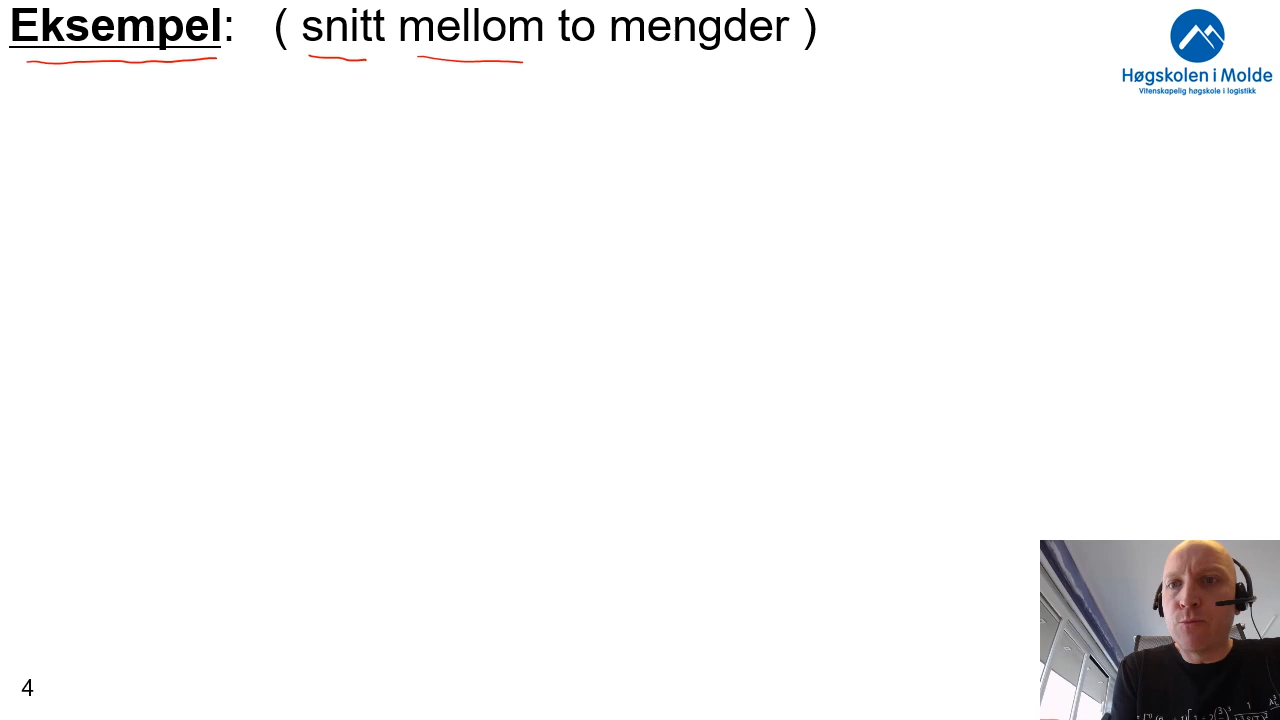 Eksempel: ( snitt mellom to mengder )
Høgskolen i Molde
Vitenskapelig høgskole i logistikk
4